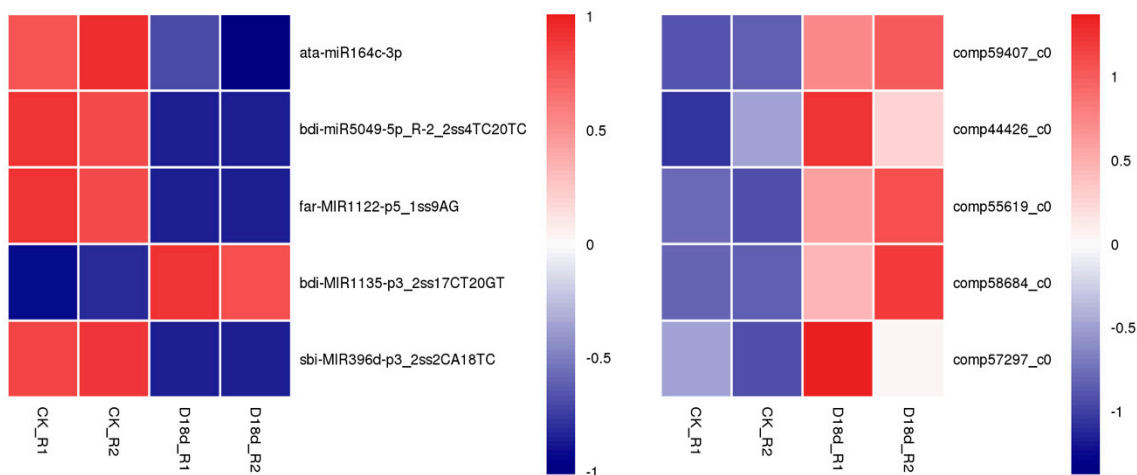 ata-miR164c-3p
bdi-miR5049-5p_R-2_2ss4TC20TC
far-MIR1122-p5_1ss9AG
bdi-MIR1135-p3_2ss17CT20GT
sbi-MIR396d-p3_2ss2CA18TC
CK_R1
CK_R2
D18d_R1
D18d_R2
1
0.5
0
-0.5
-1
comp59407_c0
comp44426_c0
comp55619_c0
comp58684_c0
comp57297_c0
CK_R1
CK_R2
D18d_R1
D18d_R2
1
0.5
0
-0.5
-1